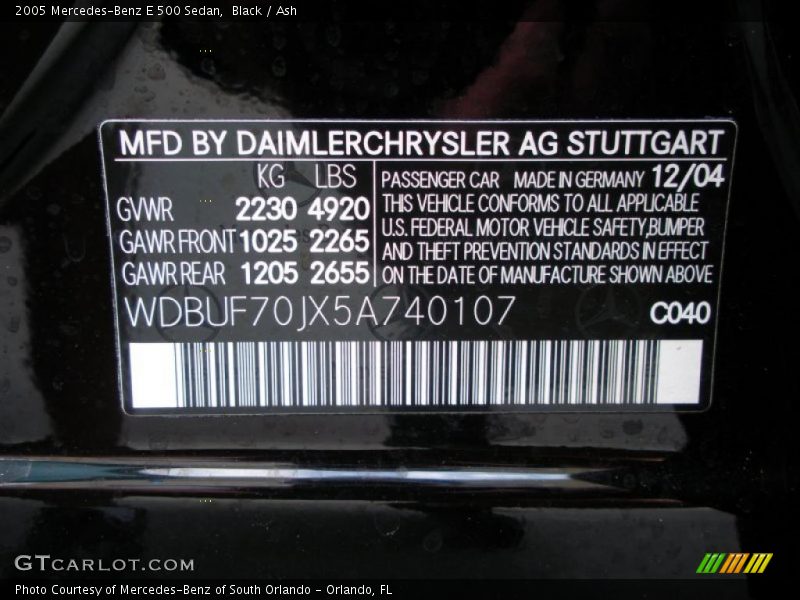 2005 Mercedes-Benz E 500 Sedan,  Black / Ash
MFD BY DAIMLERCHRYSLER AG STUTTGART
KG LBS
GVWR 2230 4920
GAWR FRONT 1025 2265
GAWR REAR 1205 2655
PASSENGER CAR MADE IN GERMANY 12/04
THIS VEHICLE CONFORMS TO ALL APPLICABLE
U.S. FEDERAL MOTOR VEHICLE SAFETY,BUMPER
AND THEFT PREVENTION STANDARDS IN EFFECT
ON THE DATE OF MANUFACTURE SHOWN ABOVE
WDBUF70JX5A740107 C040
GTCARLOT.COM
Photo Courtesy of Mercedes-Benz of South Orlando - Orlando, FL